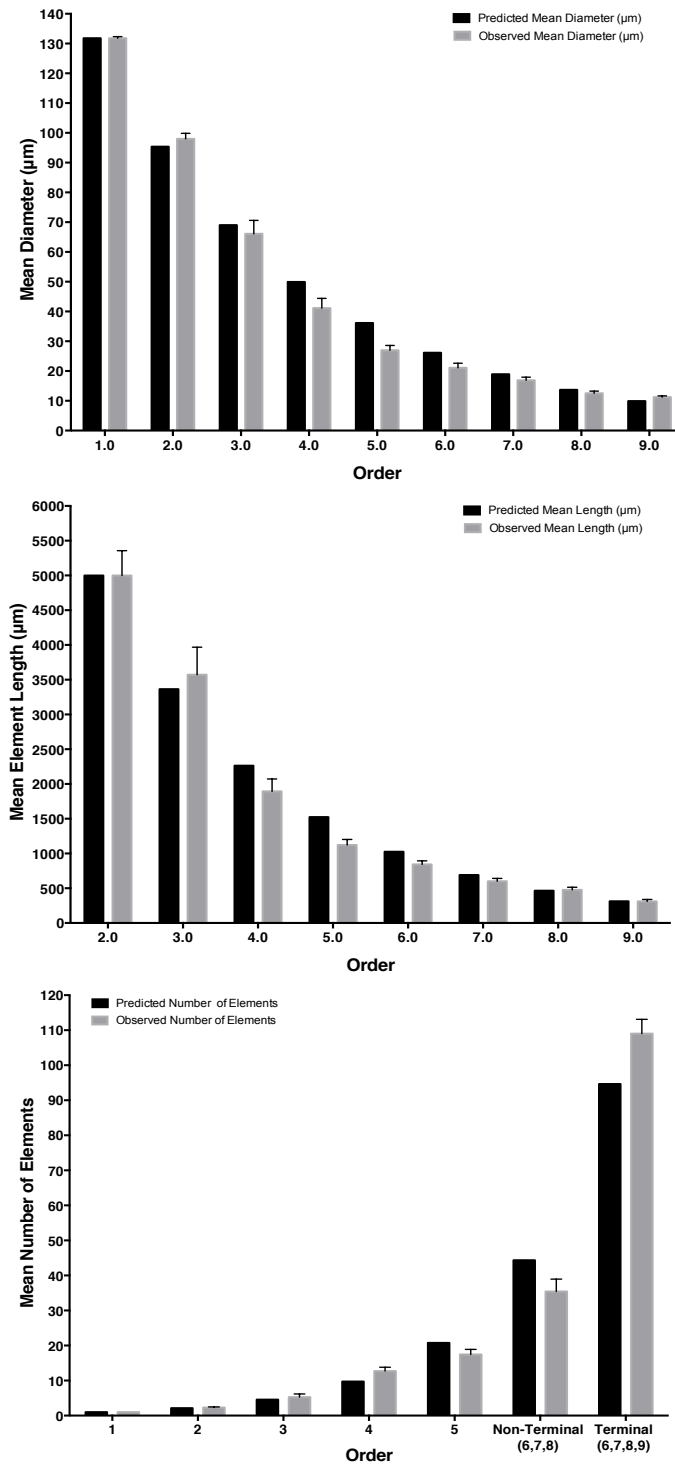 Mean Diameter (µm)
140
130
120
110
100
90
80
70
60
50
40
30
20
10
0
Predicted Mean Diameter (µm)
Observed Mean Diameter (µm)
1.0 2.0 3.0 4.0 5.0 6.0 7.0 8.0 9.0
Order
Mean Element Length (µm)
6000
5500
5000
4500
4000
3500
3000
2500
2000
1500
1000
500
0
Predicted Mean Length (µm)
Observed Mean Length (µm)
2.0 3.0 4.0 5.0 6.0 7.0 8.0 9.0
Order
Mean Number of Elements
120
110
100
90
80
70
60
50
40
30
20
10
0
Predicted Number of Elements
Observed Number of Elements
1 2 3 4 5 Non-Terminal Terminal
(6,7,8) (6,7,8,9)
Order